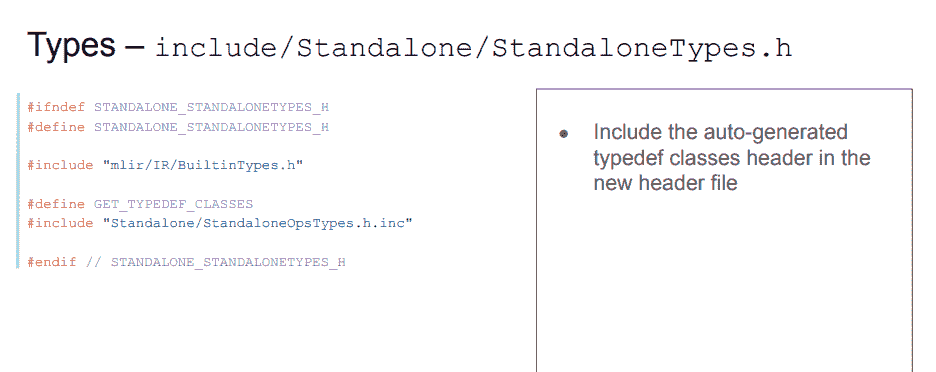 Types – include/Standalone/StandaloneTypes.h
#ifndef STANDALONE_STANDALONETYPES_H
#define STANDALONE_STANDALONETYPES_H
#include "mlir/IR/BuiltinTypes.h"
#define GET_TYPEDEF_CLASSES
#include "Standalone/StandaloneOpsTypes.h.inc"
#endif // STANDALONE_STANDALONETYPES_H
● Include the auto-generated
typedef classes header in the
new header file